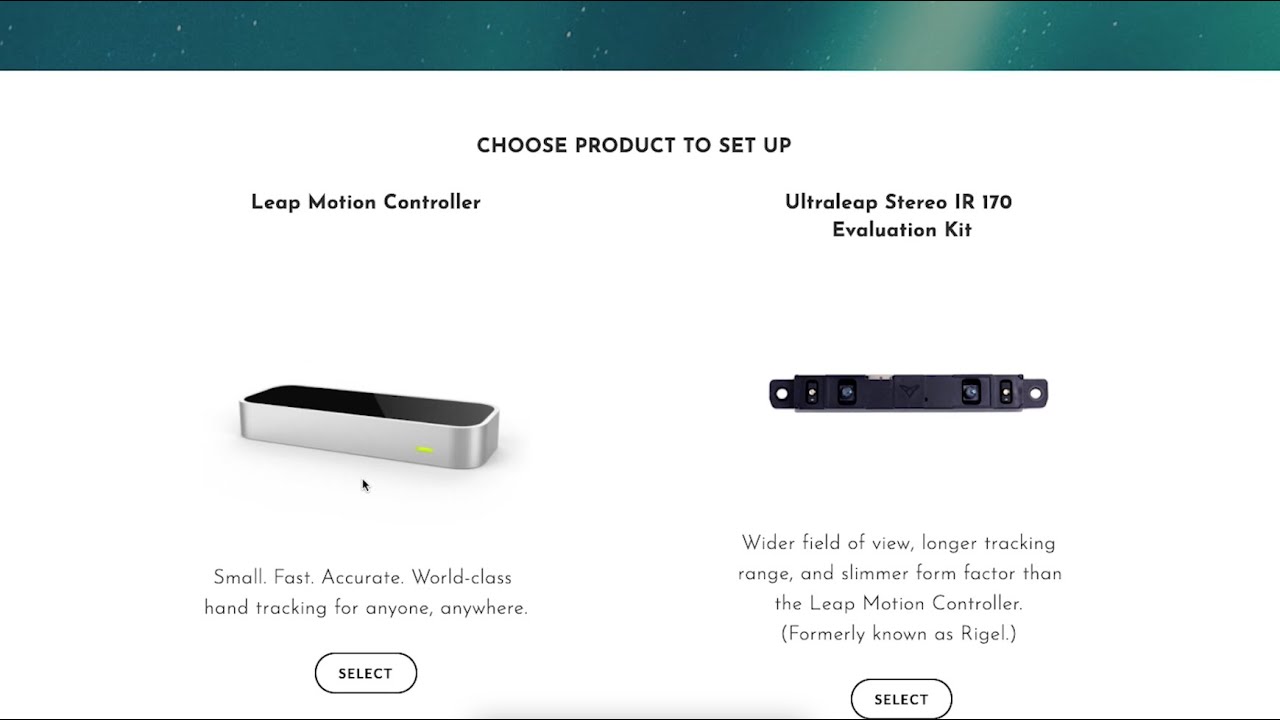 CHOOSE PRODUCT TO SET UP
Leap Motion Controller
Small. Fast. Accurate. World-class
hand tracking for anyone, anywhere.
SELECT
Ultraleap Stereo IR 170
Evaluation Kit
Wider field of view, longer tracking
range, and slimmer form factor than
the Leap Motion Controller.
(Formerly known as Rigel.)
SELECT